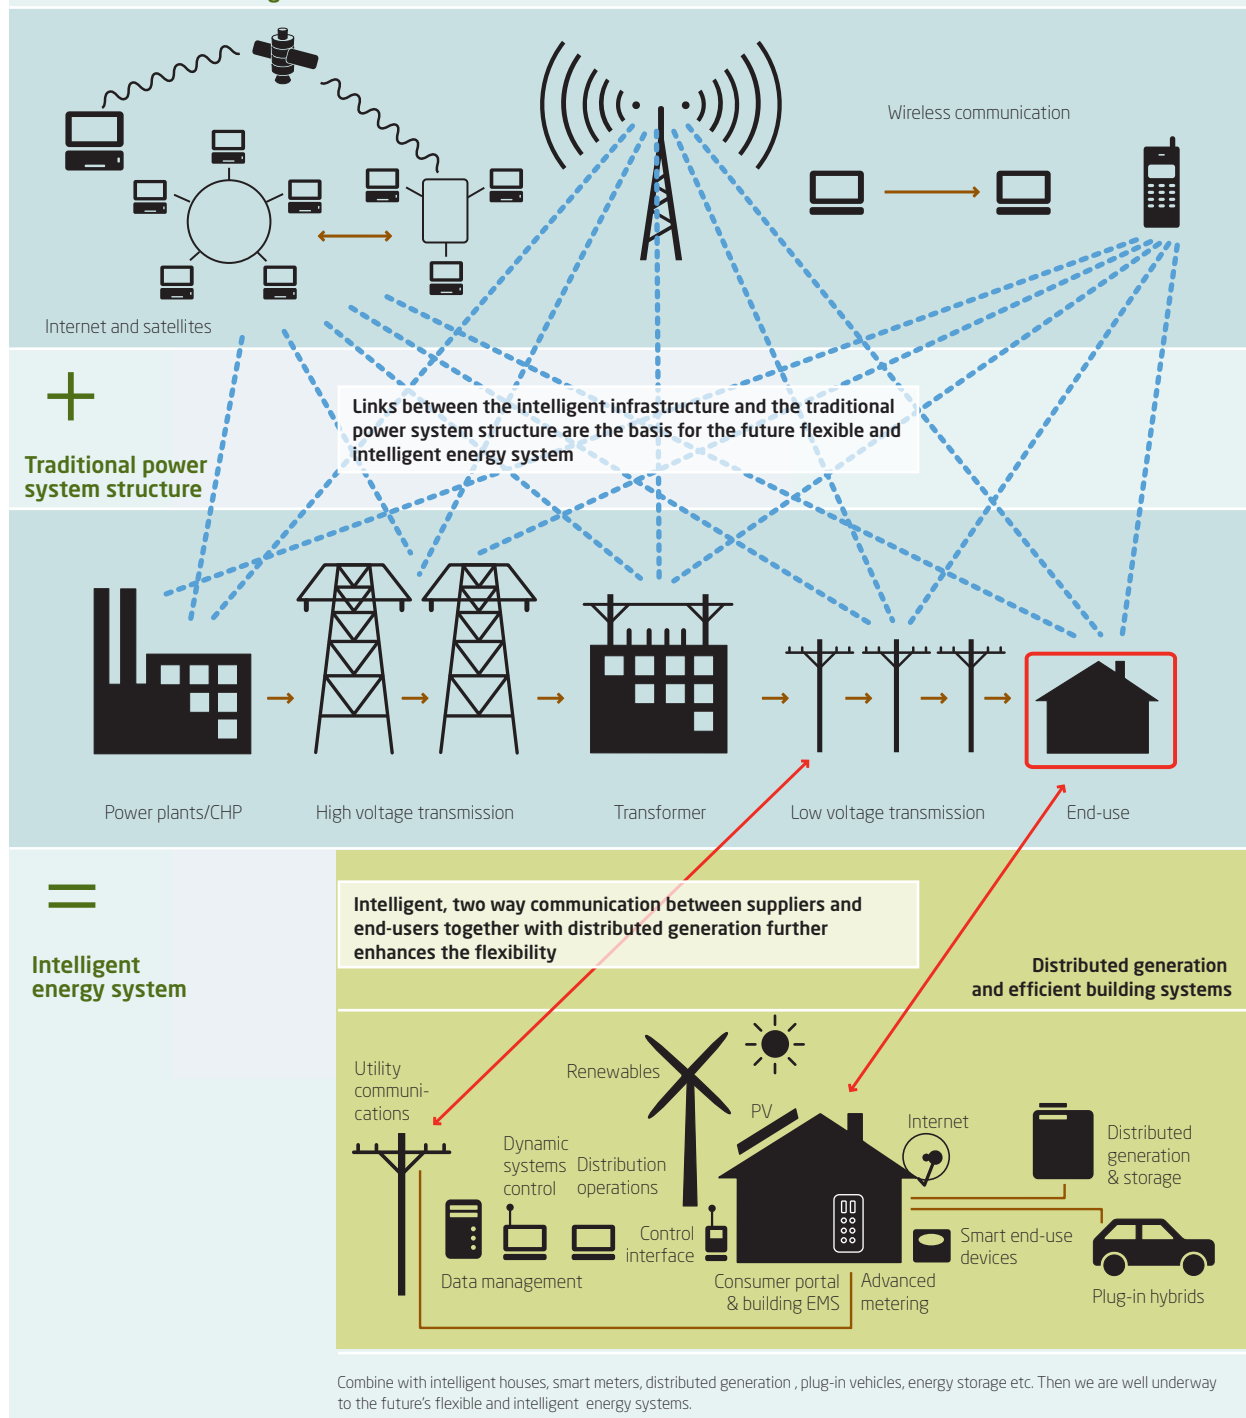 Wireless communication
Internet and satellites
+
Links between the intelligent infrastructure and the traditional
power system structure are the basis for the future flexible and
intelligent energy system
Traditional power
system structure
Power plants/CHP
High voltage transmission
Transformer
Low voltage transmission
End-use
=
Intelligent, two way communication between suppliers and
end-users together with distributed generation further
enhances the flexibility
Intelligent
energy system
Distributed generation
and efficient building systems
Utility
communi-
cations
Renewables
PV
Internet
Distributed
generation
& storage
Dynamic
systems
control
Distribution
operations
Control
interface
Smart end-use
devices
Data management
Consumer portal
& building EMS
Advanced
metering
Plug-in hybrids
Combine with intelligent houses, smart meters, distributed generation , plug-in vehicles, energy storage etc. Then we are well underway
to the future's flexible and intelligent energy systems.